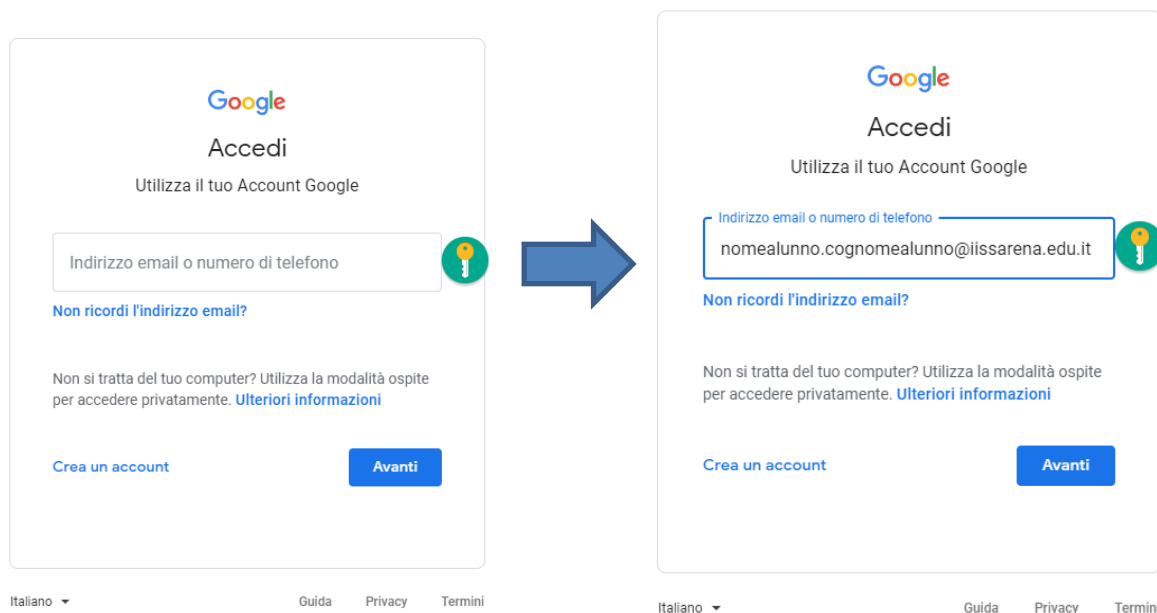 Google
Accedi
Utilizza il tuo Account Google
Indirizzo email o numero di telefono
Non ricordi l'indirizzo email?
Non si tratta del tuo computer? Utilizza la modalità ospite
per accedere privatamente. Ulteriori informazioni
Crea un account
Avanti
Italiano
Guida
Privacy
Termini
Google
Accedi
Utilizza il tuo Account Google
Indirizzo email o numero di telefono
nomealunno.cognomealunno@iissarena.edu.it
Non ricordi l'indirizzo email?
Non si tratta del tuo computer? Utilizza la modalità ospite
per accedere privatamente. Ulteriori informazioni
Crea un account
Avanti
Italiano
Guida
Privacy
Termin